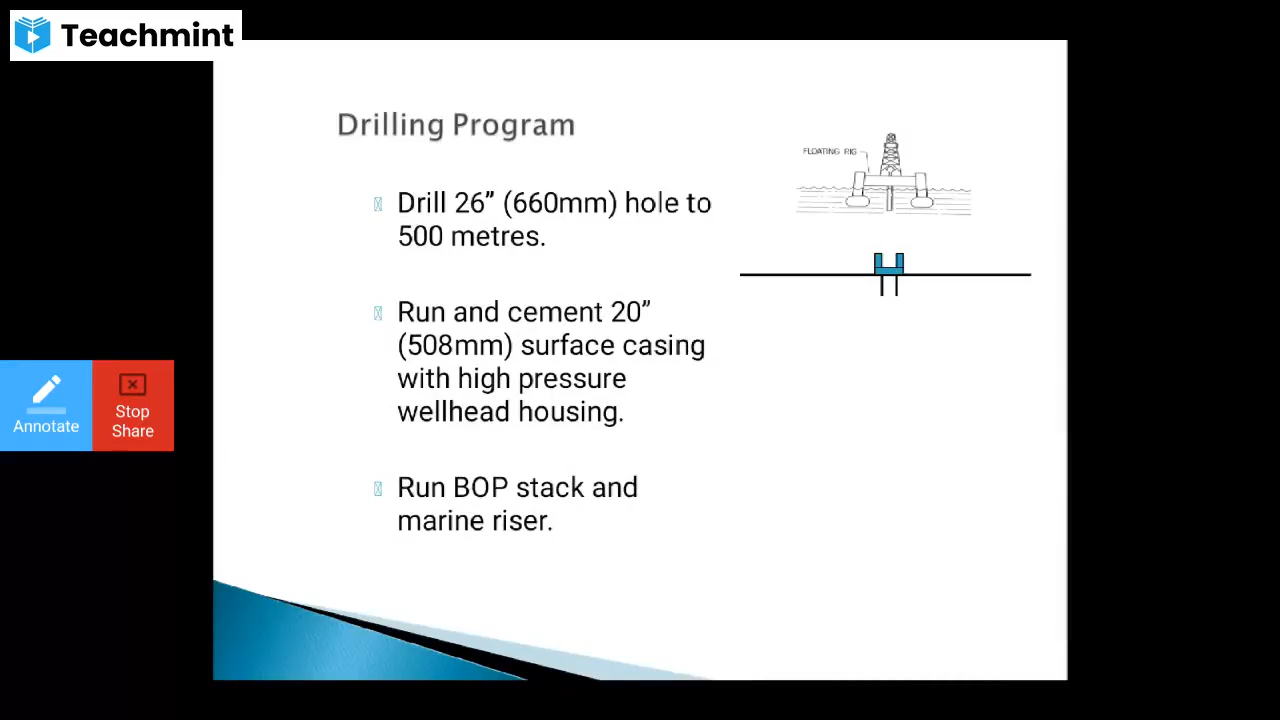 Teachmint
Drilling Program
FLOATING RIG
Drill 26” (660mm) hole to
500 metres.
Run and cement 20”
(508mm) surface casing
with high pressure
wellhead housing.
Run BOP stack and
marine riser.
Annotate
Stop
Share